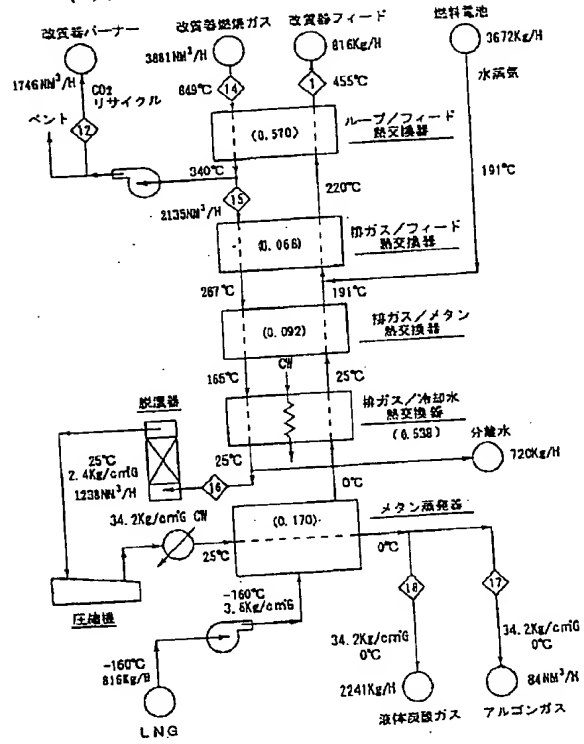 改質器バーナー
改質器燃焼ガス
改質器フィード
燃料電池
1746NM³/H
3881NM³/H
816Kg/H
3672Kg/H
CO₂
リサイクル
ベント
12
849℃
14
1
455℃
水蒸気
(0.570)
ループ/フィード
熱交換器
340℃
220℃
191℃
15
2135NM³/H
(0.066)
排ガス/フィード
熱交換器
267℃
191℃
(0.092)
排ガス/メタン
熱交換器
165℃
CW
25℃
脱湿器
排ガス/冷却水
熱交換器
(0.538)
25℃
2.4Kg/cm²G
1238NM³/H
25℃
16
分離水
720Kg/H
0℃
34.2Kg/cm²G CW
メタン蒸発器
(0.170)
25℃
0℃
圧縮機
-160℃
3.6Kg/cm²G
18
17
-160℃
816Kg/H
LNG
34.2Kg/cm²G
0℃
34.2Kg/cm²G
0℃
2241Kg/H
84NM³/H
液体炭酸ガス
アルゴンガス